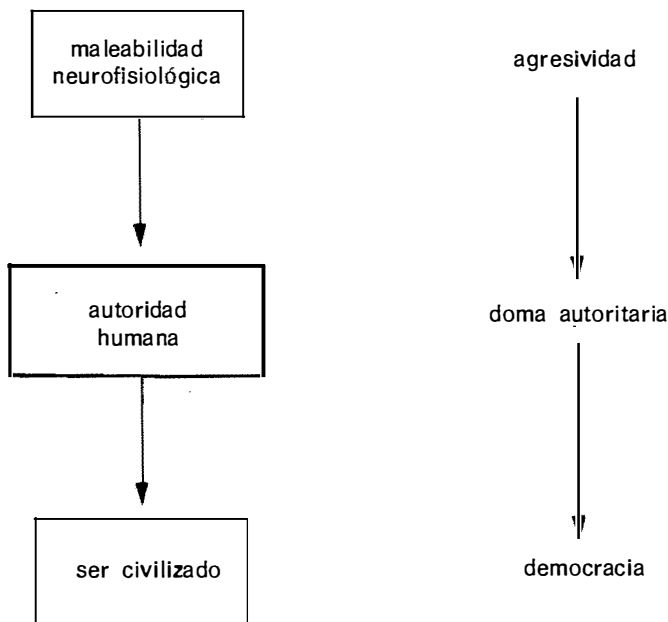 maleabilidad
neurofisiológica
agresividad
autoridad
humana
doma autoritaria
ser civilizado
democracia